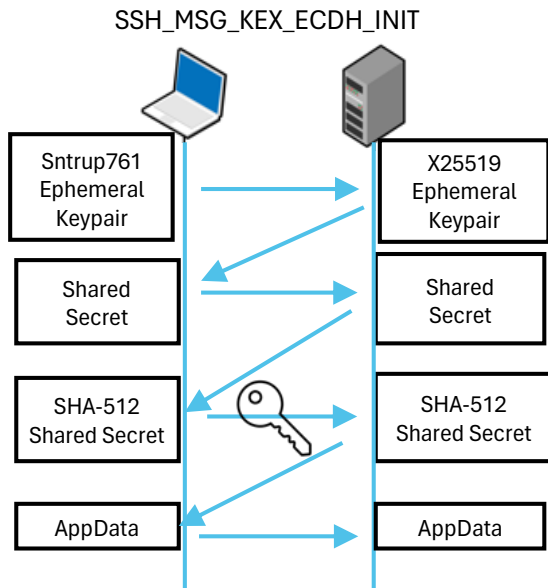 SSH_MSG_KEX_ECDH_INIT
Sntrup761
Ephemeral
Keypair
X25519
Ephemeral
Keypair
Shared
Secret
Shared
Secret
SHA-512
Shared Secret
SHA-512
Shared Secret
AppData
AppData